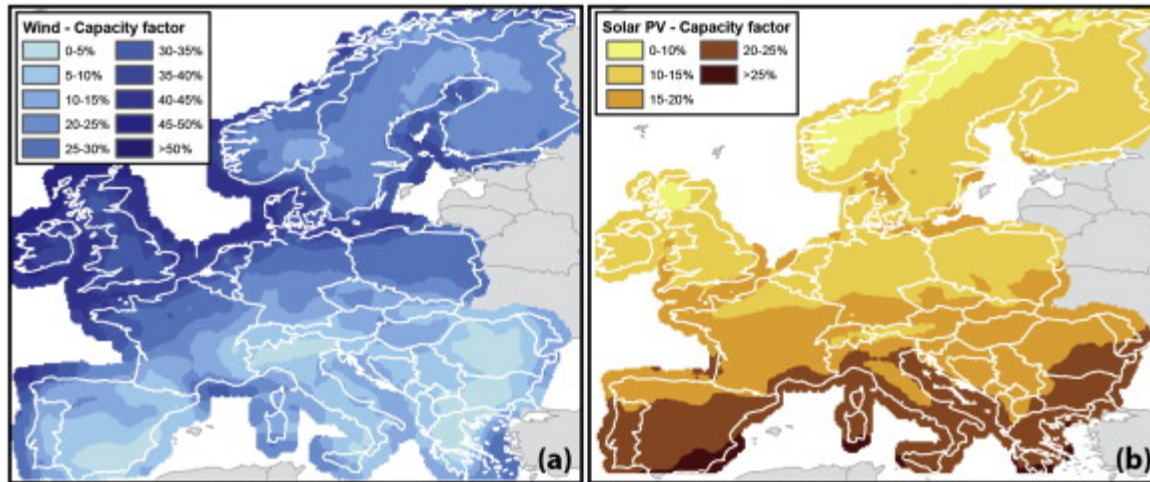 Wind - Capacity factor
0-5% 30-35%
5-10% 35-40%
10-15% 40-45%
20-25% 45-50%
25-30% >50%
(a)
Solar PV - Capacity factor
0-10% 20-25%
10-15% >25%
15-20%
(b)